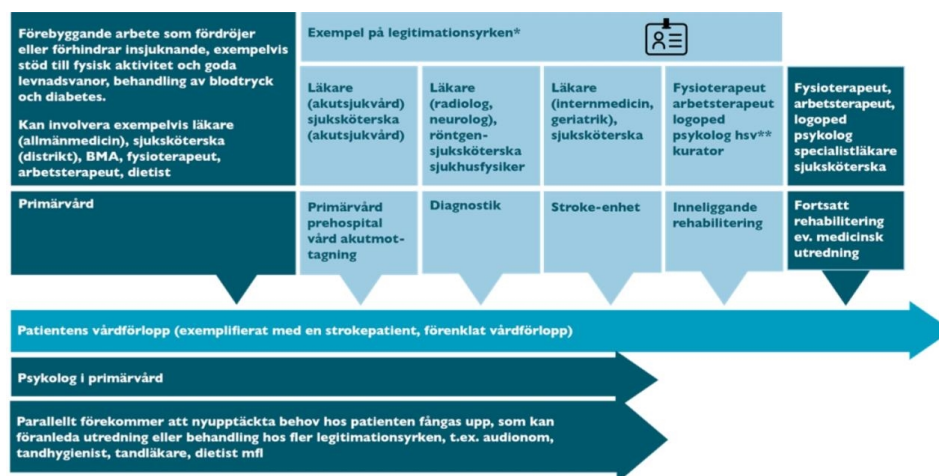 Förebyggande arbete som fördröjer
eller förhindrar insjuknande, exempelvis
stöd till fysisk aktivitet och goda
levnadsvanor, behandling av blodtryck
och diabetes.
Kan involvera exempelvis läkare
(allmänmedicin), sjuksköterska
(distrikt), BMA, fysioterapeut,
arbetsterapeut, dietist
Exempel på legitimationsyrken*
Läkare
(akutsjukvård)
sjuksköterska
(akutsjukvård)
Läkare
(radiolog,
neurolog),
röntgen-
sjuksköterska
sjukhusfysiker
Läkare
(internmedicin,
geriatrik),
sjuksköterska
Fysioterapeut
arbetsterapeut
logoped
psykolog hsv**
kurator
Fysioterapeut,
arbetsterapeut,
logoped
psykolog
specialistläkare
sjuksköterska
Primärvård
Primärvård
prehospital
vård akutmot-
tagning
Diagnostik
Stroke-enhet
Inneliggande
rehabilitering
Fortsatt
rehabilitering
ev. medicinsk
utredning
Patientens vårdförlopp (exemplifierat med en strokepatient, förenklat vårdförlopp)
Psykolog i primärvård
Parallellt förekommer att nyupptäckta behov hos patienten fångas upp, som kan
föranleda utredning eller behandling hos fler legitimationsyrken, t.ex. audionom,
tandhygienist, tandläkare, dietist mfl